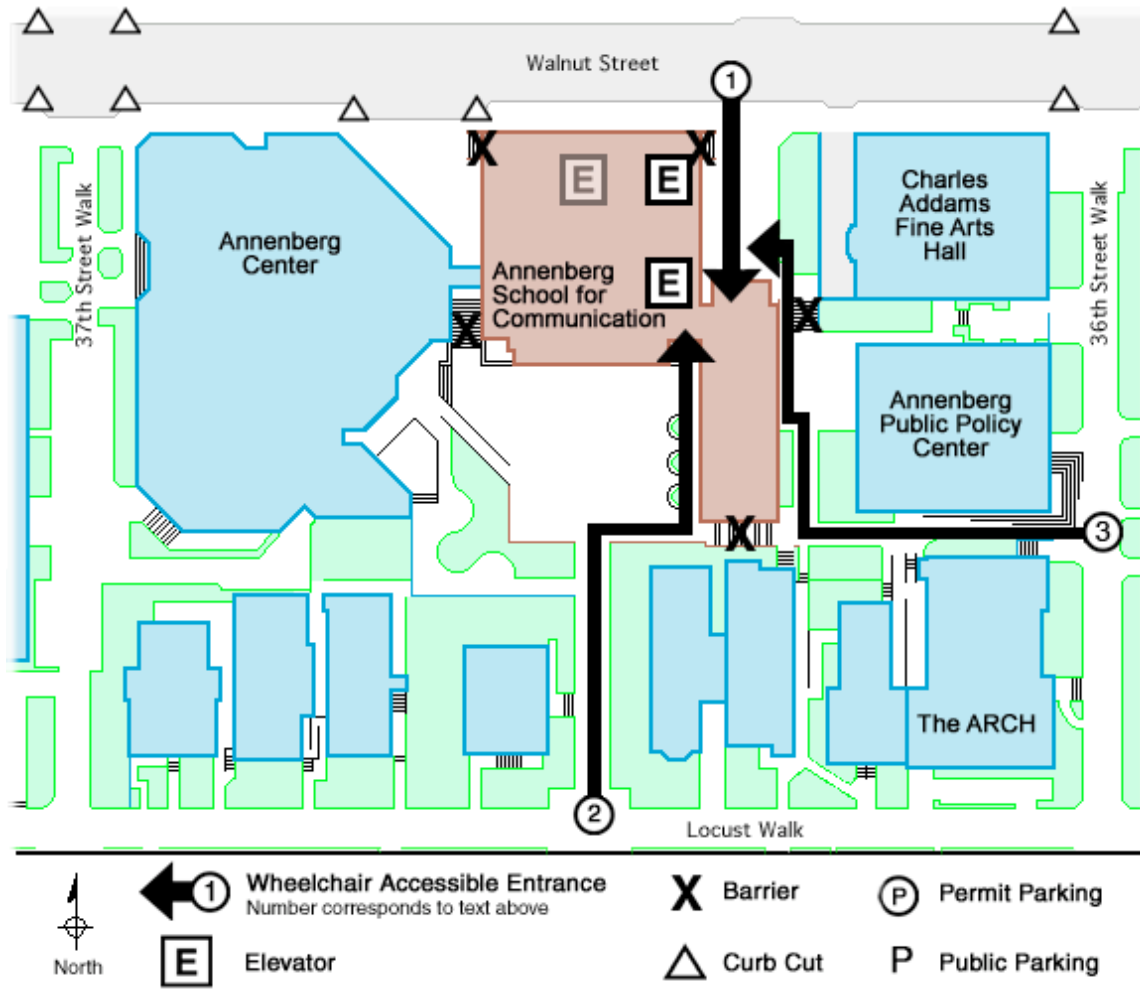 Walnut Street
1
X
X
E
E
Charles
Addams
Fine Arts
Hall
37th Street Walk
36th Street Walk
Annenberg
Center
Annenberg
School for
Communication
E
X
X
Annenberg
Public Policy
Center
X
3
The ARCH
2
Locust Walk
1
Wheelchair Accessible Entrance
Number corresponds to text above
X
Barrier
P
Permit Parking
North
E
Elevator
Curb Cut
P
Public Parking